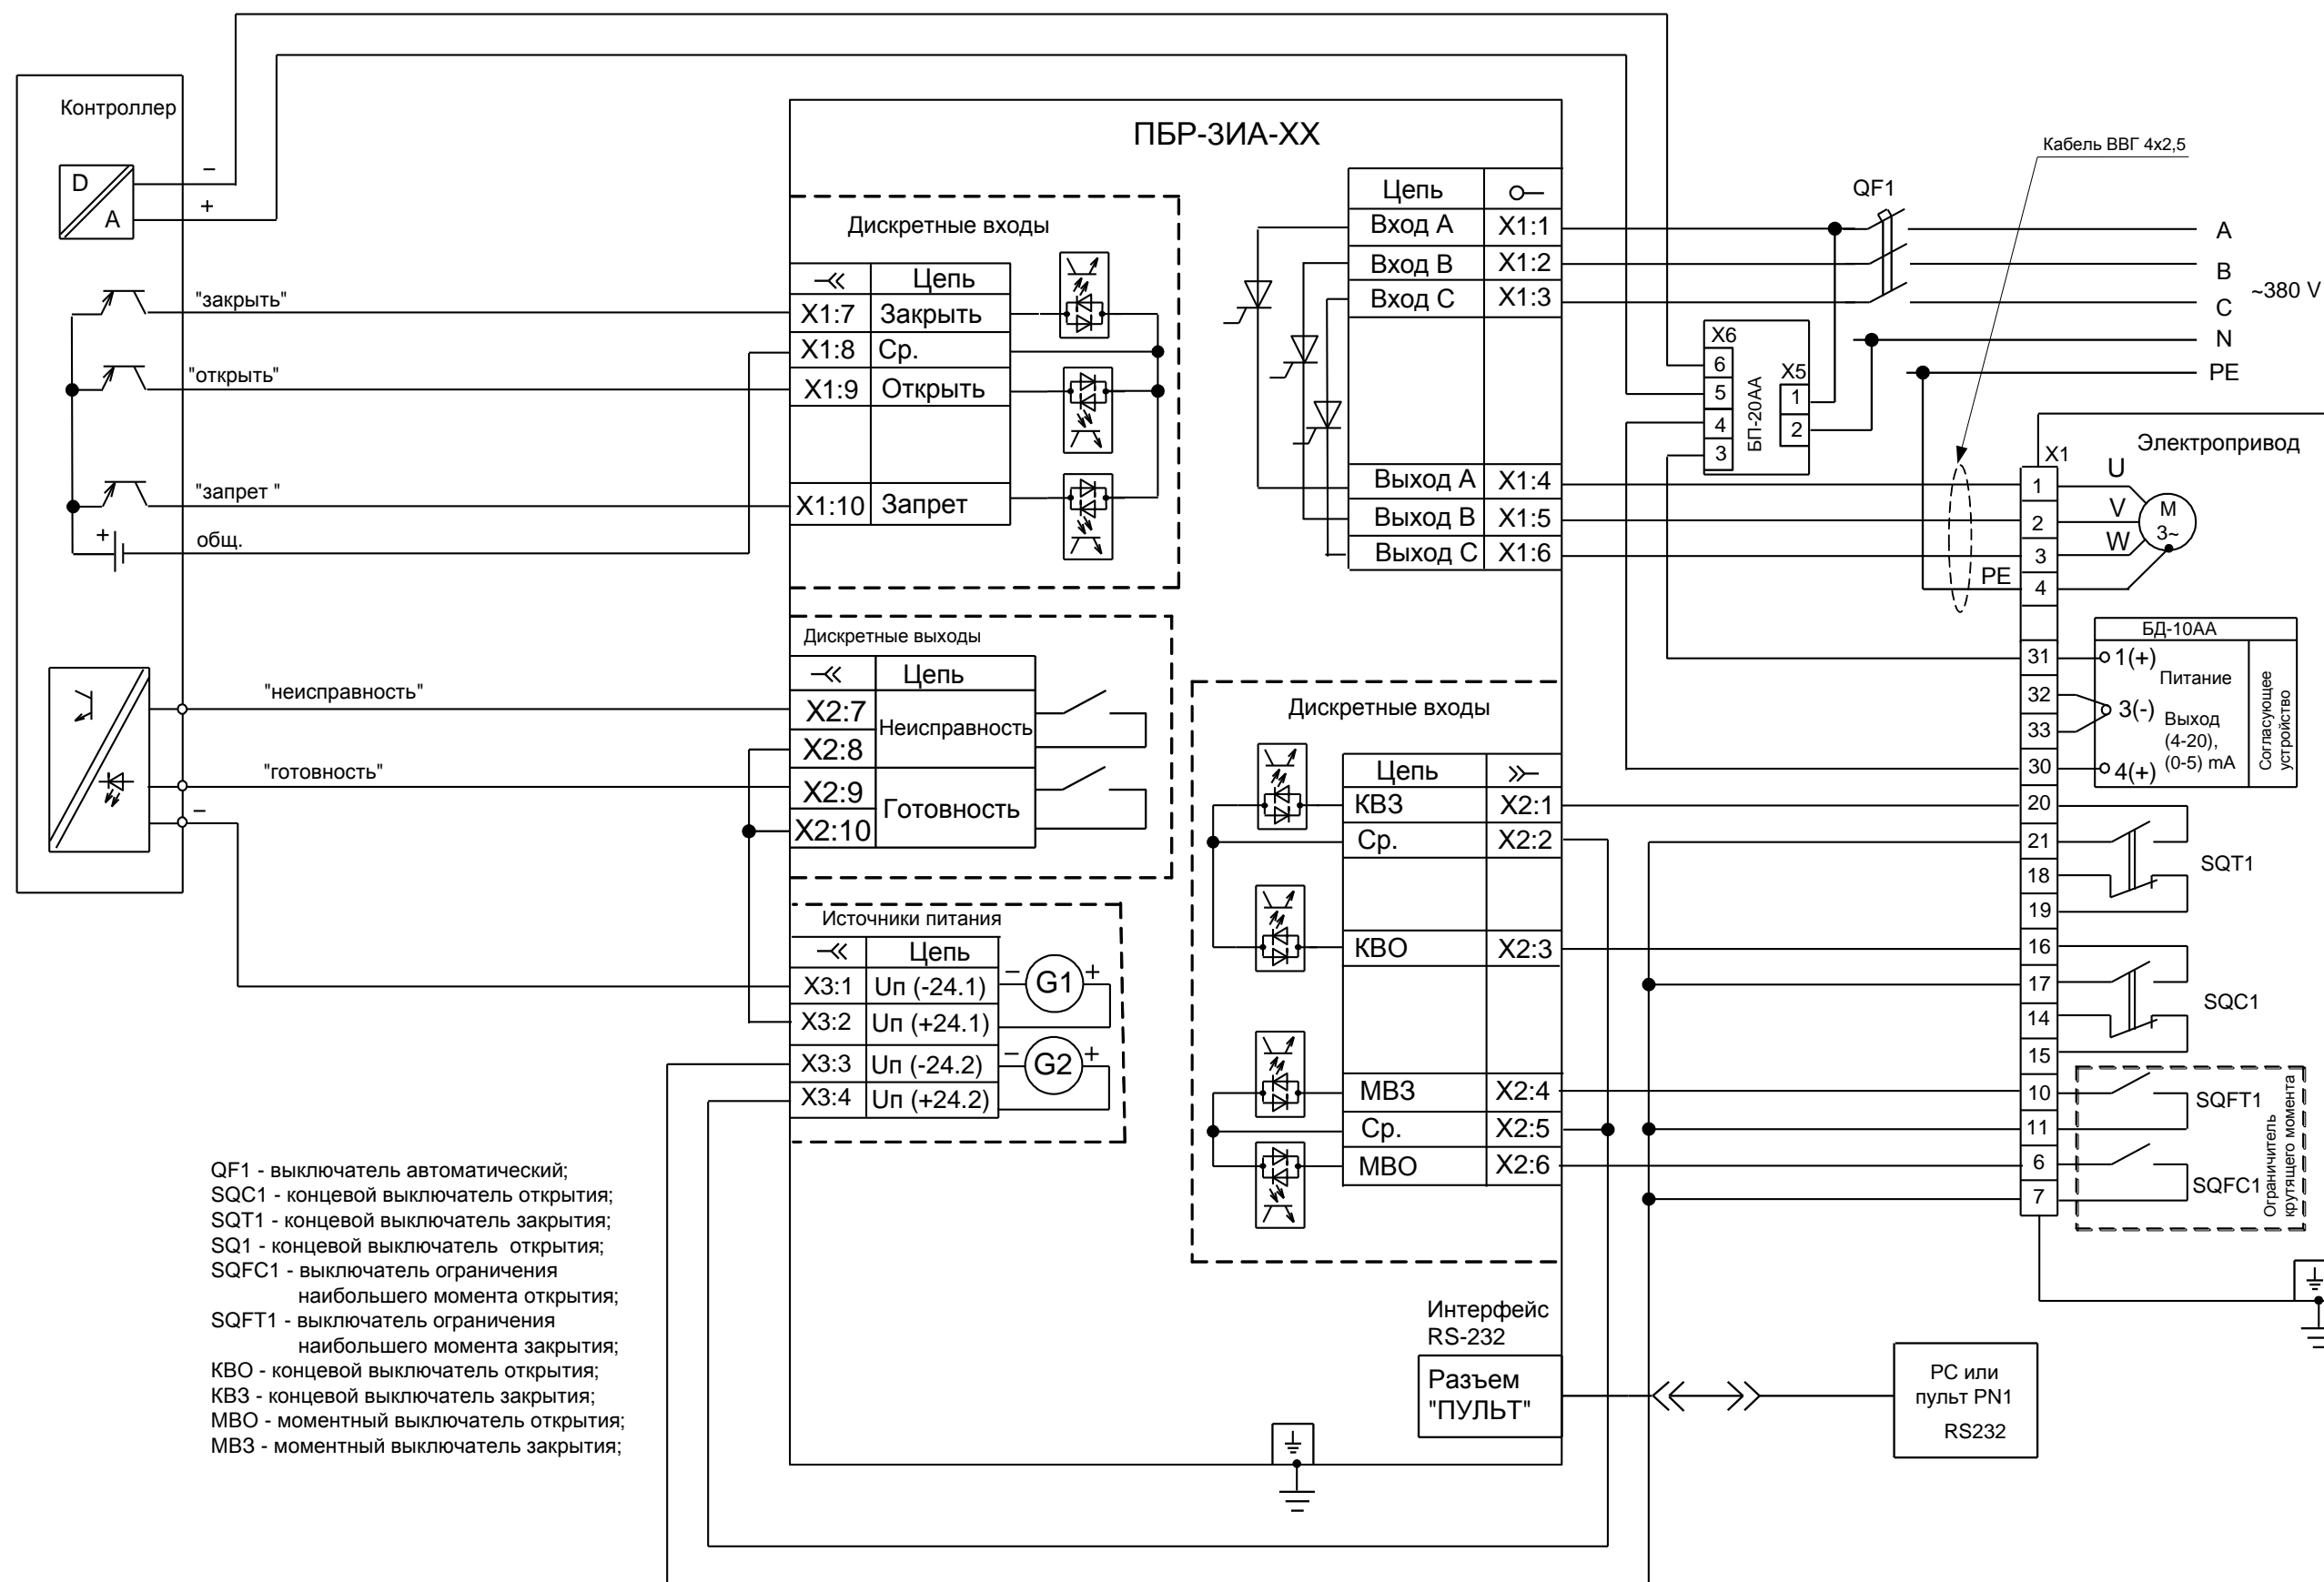 Контроллер
D
A
−
+
"закрыть"
"открыть"
"запрет "
+
общ.
"неисправность"
"готовность"
−
ПБР-3ИА-ХХ
Дискретные входы
Цепь
X1:7 Закрыть
X1:8 Ср.
X1:9 Открыть
X1:10 Запрет
Дискретные выходы
Цепь
X2:7
Неисправность
X2:8
X2:9
Готовность
X2:10
Источники питания
Цепь
X3:1 Uп (-24.1)
X3:2 Uп (+24.1)
X3:3 Uп (-24.2)
X3:4 Uп (+24.2)
− G1 +
− G2 +
Цепь
Вход А X1:1
Вход В X1:2
Вход С X1:3
Выход А X1:4
Выход В X1:5
Выход С X1:6
Дискретные входы
Цепь
КВЗ X2:1
Ср. X2:2
КВО X2:3
МВЗ X2:4
Ср. X2:5
МВО X2:6
Интерфейс
RS-232
Разъем
"ПУЛЬТ"
PC или
пульт PN1
RS232
Кабель ВВГ 4х2,5
QF1
A
B
C
~380 V
N
PE
X6
6
5
4
3
БП-20АА
X5
1
2
Электропривод
X1
1
2
3
4
31
32
33
30
20
21
18
19
16
17
14
15
10
11
6
7
PE
U
V
W
M
3~
БД-10АА
1(+)
Питание
3(-)
Выход
(4-20),
(0-5) mA
4(+)
Согласующее
устройство
SQT1
SQC1
SQFT1
SQFC1
Ограничитель
крутящего момента
QF1 - выключатель автоматический;
SQC1 - концевой выключатель открытия;
SQT1 - концевой выключатель закрытия;
SQ1 - концевой выключатель открытия;
SQFC1 - выключатель ограничения
наибольшего момента открытия;
SQFT1 - выключатель ограничения
наибольшего момента закрытия;
КВО - концевой выключатель открытия;
КВЗ - концевой выключатель закрытия;
МВО - моментный выключатель открытия;
МВЗ - моментный выключатель закрытия;